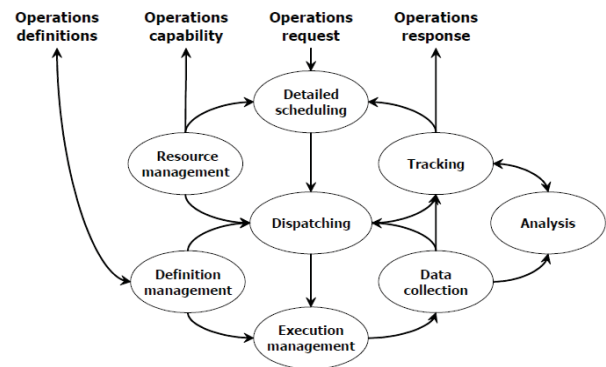 Operations
definitions
Operations
capability
Operations
request
Operations
response
Detailed
scheduling
Resource
management
Tracking
Dispatching
Analysis
Definition
management
Data
collection
Execution
management